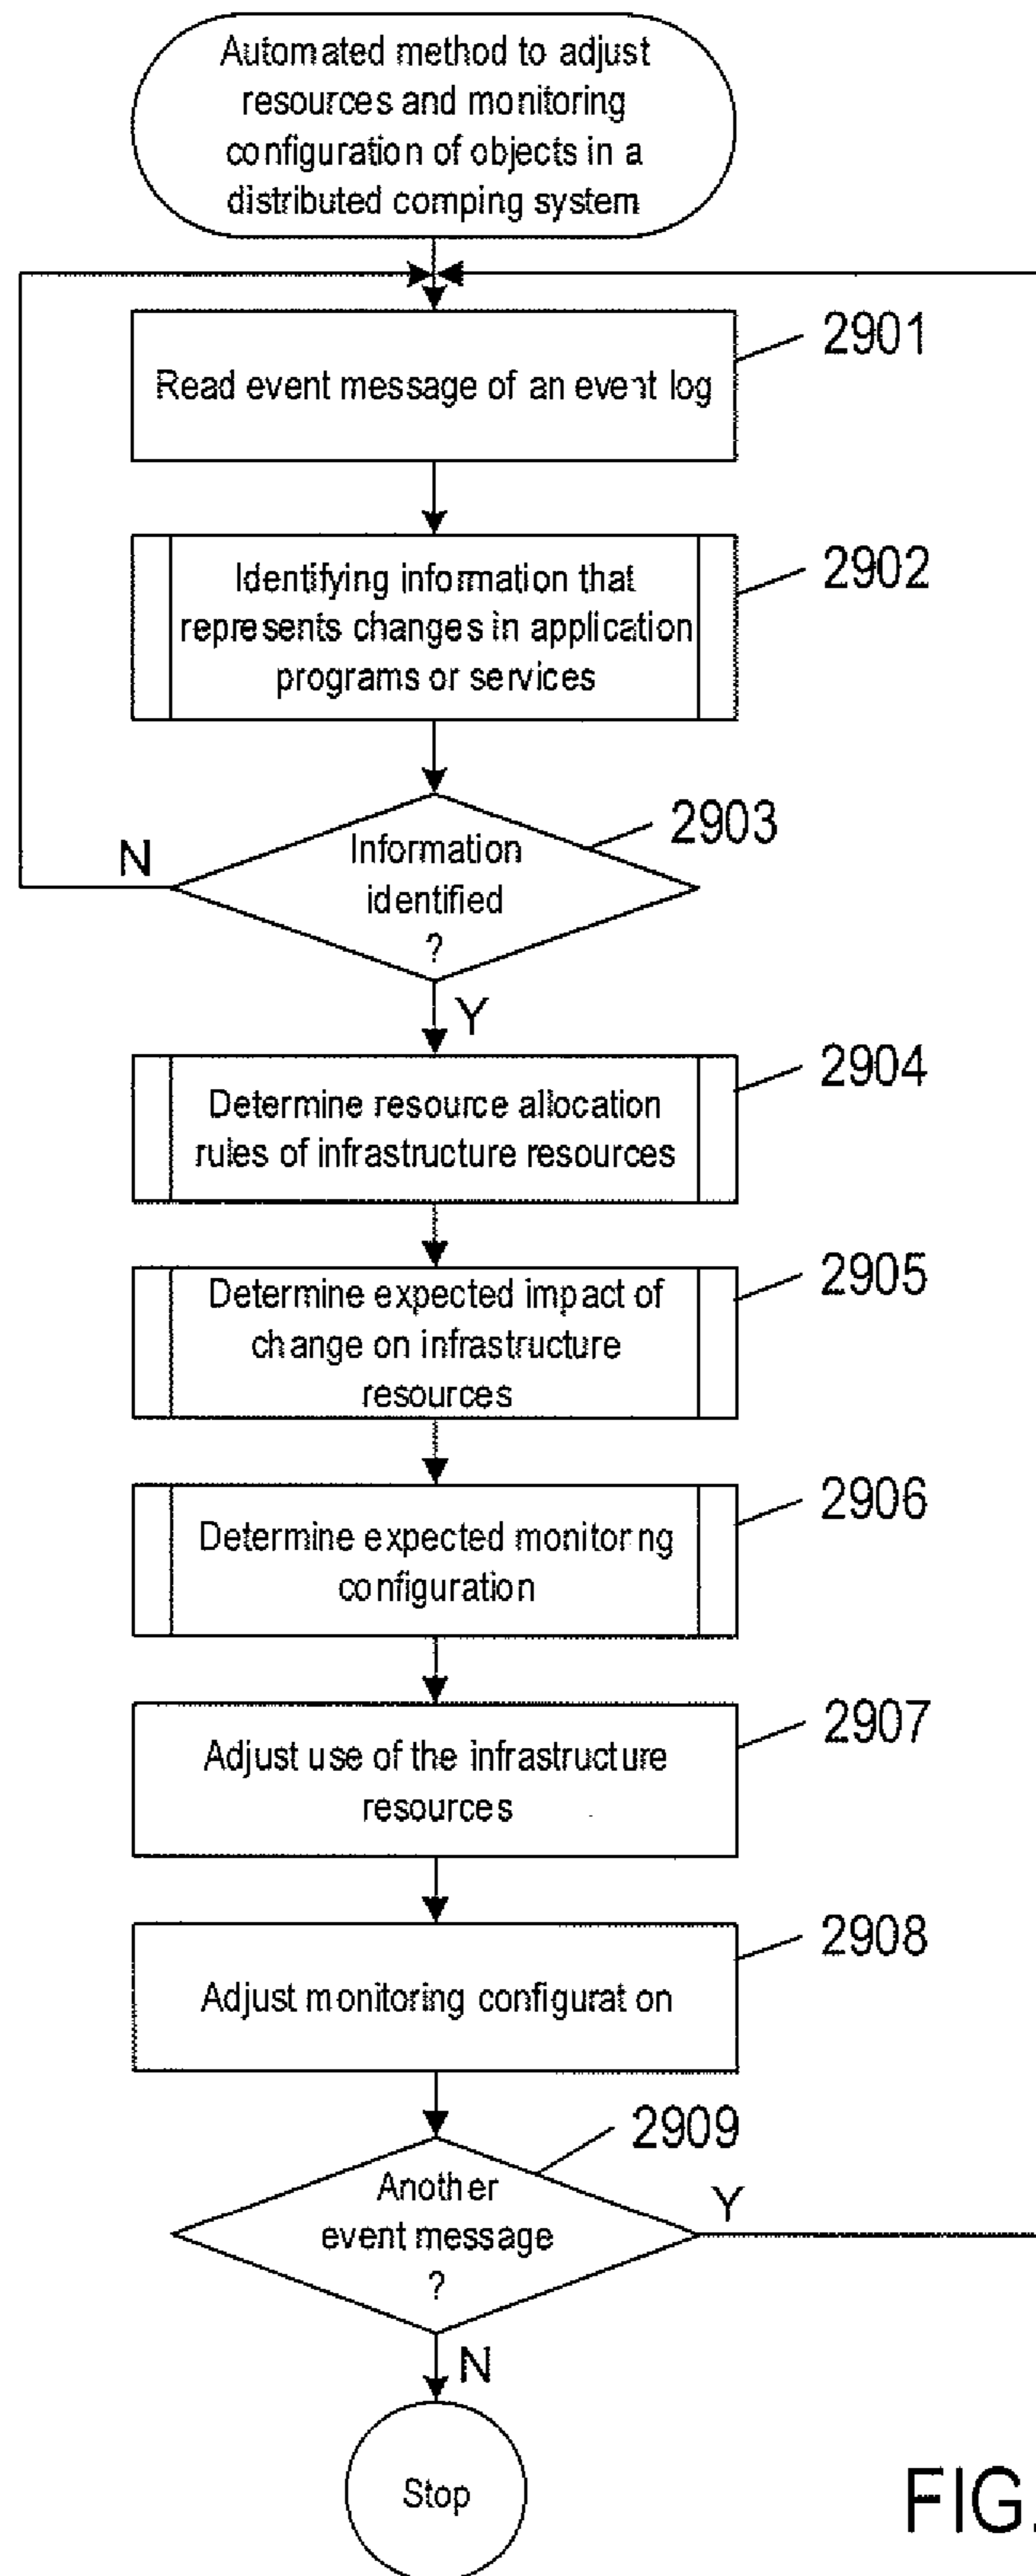 Automated method to adjust
resources and monitoring
configuration of objects in a
distributed comping system
2901
Read event message of an event log
2902
Identifying information that
represents changes in application
programs or services
2903
Information
identified
?
N
Y
2904
Determine resource allocation
rules of infrastructure resources
2905
Determine expected impact of
change on infrastructure
resources
2906
Determine expected monitoring
configuration
2907
Adjust use of the infrastructure
resources
2908
Adjust monitoring configuration
2909
Another
event message
?
Y
N
Stop
FIG.